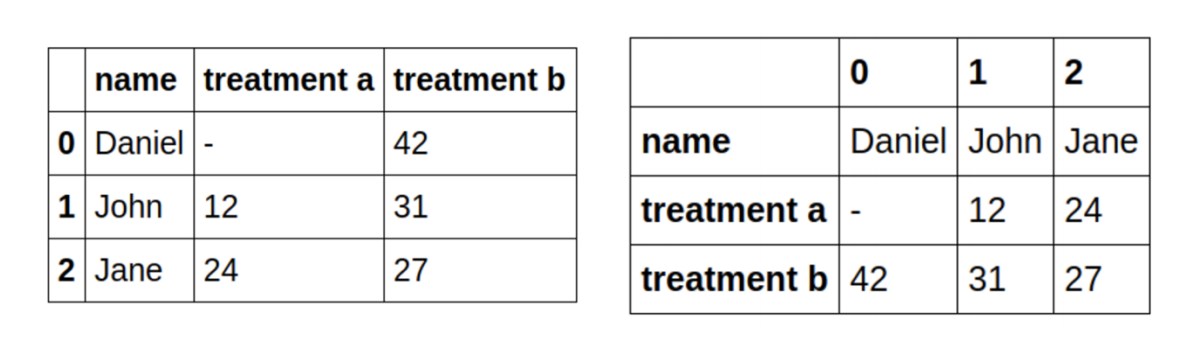 name treatment a treatment b
0 Daniel - 42
1 John 12 31
2 Jane 24 27
0 1 2
name Daniel John Jane
treatment a - 12 24
treatment b 42 31 27